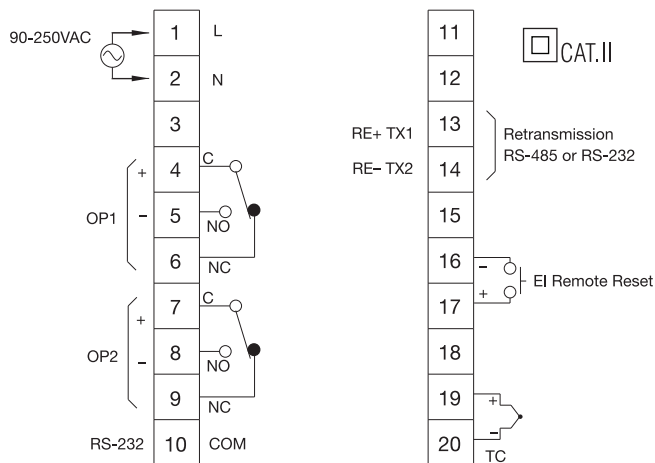 90-250VAC
1 L
2 N
3
4 C
+
OP1
5 NO
−
6 NC
7 C
+
OP2
8 NO
−
9 NC
RS-232 10 COM
11
CAT.II
12
RE+ TX1 13
Retransmission
RS-485 or RS-232
RE− TX2 14
15
16 −
EI Remote Reset
17 +
18
19 +
20 −
TC